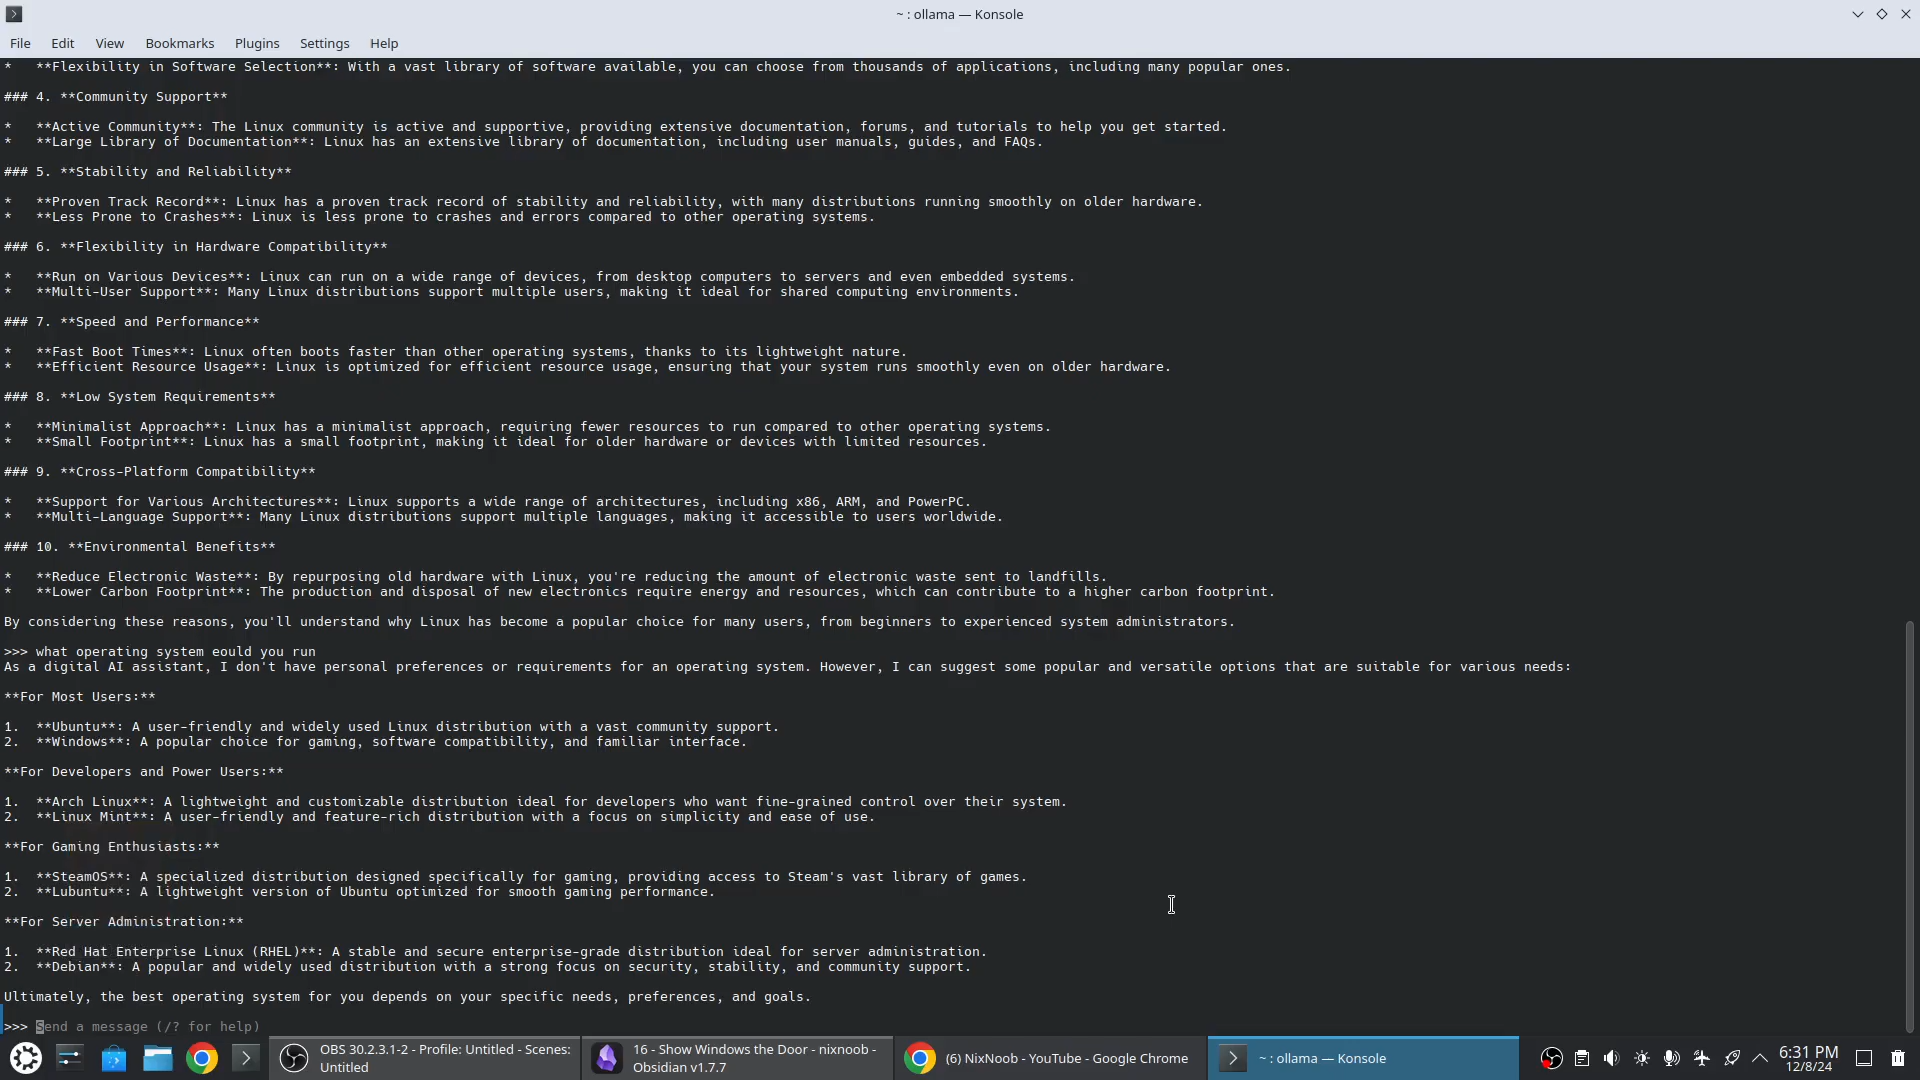 ~ : ollama — Konsole
File Edit View Bookmarks Plugins Settings Help
* **Flexibility in Software Selection**: With a vast library of software available, you can choose from thousands of applications, including many popular ones.
### 4. **Community Support**
* **Active Community**: The Linux community is active and supportive, providing extensive documentation, forums, and tutorials to help you get started.
* **Large Library of Documentation**: Linux has an extensive library of documentation, including user manuals, guides, and FAQs.
### 5. **Stability and Reliability**
* **Proven Track Record**: Linux has a proven track record of stability and reliability, with many distributions running smoothly on older hardware.
* **Less Prone to Crashes**: Linux is less prone to crashes and errors compared to other operating systems.
### 6. **Flexibility in Hardware Compatibility**
* **Run on Various Devices**: Linux can run on a wide range of devices, from desktop computers to servers and even embedded systems.
* **Multi-User Support**: Many Linux distributions support multiple users, making it ideal for shared computing environments.
### 7. **Speed and Performance**
* **Fast Boot Times**: Linux often boots faster than other operating systems, thanks to its lightweight nature.
* **Efficient Resource Usage**: Linux is optimized for efficient resource usage, ensuring that your system runs smoothly even on older hardware.
### 8. **Low System Requirements**
* **Minimalist Approach**: Linux has a minimalist approach, requiring fewer resources to run compared to other operating systems.
* **Small Footprint**: Linux has a small footprint, making it ideal for older hardware or devices with limited resources.
### 9. **Cross-Platform Compatibility**
* **Support for Various Architectures**: Linux supports a wide range of architectures, including x86, ARM, and PowerPC.
* **Multi-Language Support**: Many Linux distributions support multiple languages, making it accessible to users worldwide.
### 10. **Environmental Benefits**
* **Reduce Electronic Waste**: By repurposing old hardware with Linux, you're reducing the amount of electronic waste sent to landfills.
* **Lower Carbon Footprint**: The production and disposal of new electronics require energy and resources, which can contribute to a higher carbon footprint.
By considering these reasons, you'll understand why Linux has become a popular choice for many users, from beginners to experienced system administrators.
>>> what operating system eould you run
As a digital AI assistant, I don't have personal preferences or requirements for an operating system. However, I can suggest some popular and versatile options that are suitable for various needs:
**For Most Users:**
1. **Ubuntu**: A user-friendly and widely used Linux distribution with a vast community support.
2. **Windows**: A popular choice for gaming, software compatibility, and familiar interface.
**For Developers and Power Users:**
1. **Arch Linux**: A lightweight and customizable distribution ideal for developers who want fine-grained control over their system.
2. **Linux Mint**: A user-friendly and feature-rich distribution with a focus on simplicity and ease of use.
**For Gaming Enthusiasts:**
1. **SteamOS**: A specialized distribution designed specifically for gaming, providing access to Steam's vast library of games.
2. **Lubuntu**: A lightweight version of Ubuntu optimized for smooth gaming performance.
**For Server Administration:**
1. **Red Hat Enterprise Linux (RHEL)**: A stable and secure enterprise-grade distribution ideal for server administration.
2. **Debian**: A popular and widely used distribution with a strong focus on security, stability, and community support.
Ultimately, the best operating system for you depends on your specific needs, preferences, and goals.
>>> Send a message (/? for help)
OBS 30.2.3.1-2 - Profile: Untitled - Scenes:
Untitled
16 - Show Windows the Door - nixnoob -
Obsidian v1.7.7
(6) NixNoob - YouTube - Google Chrome
~ : ollama — Konsole
6:31 PM
12/8/24